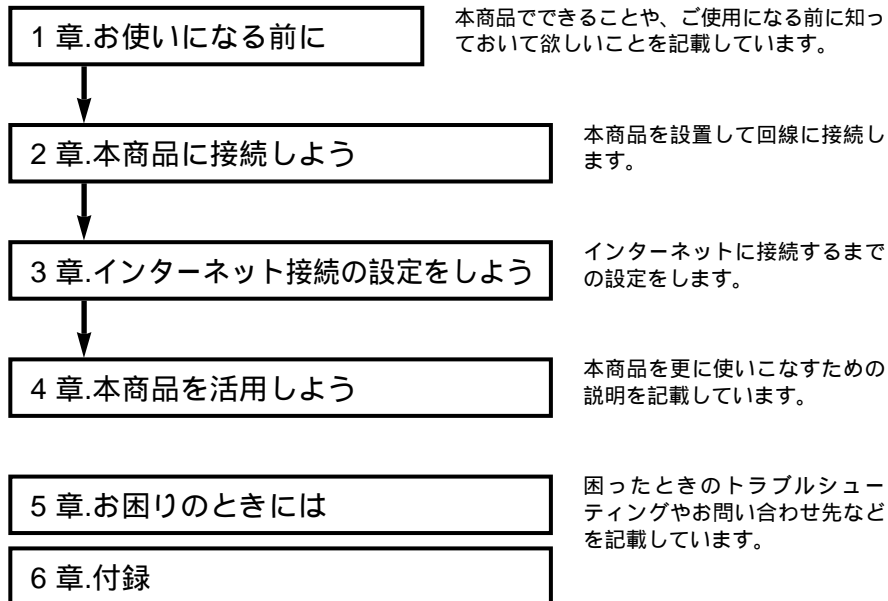 1 章.お使いになる前に
本商品でできることや、ご使用になる前に知っ
ておいて欲しいことを記載しています。
2 章.本商品に接続しよう
本商品を設置して回線に接続し
ます。
3 章.インターネット接続の設定をしよう
インターネットに接続するまで
の設定をします。
4 章.本商品を活用しよう
本商品を更に使いこなすための
説明を記載しています。
5 章.お困りのときには
困ったときのトラブルシュー
ティングやお問い合わせ先など
を記載しています。
6 章.付録